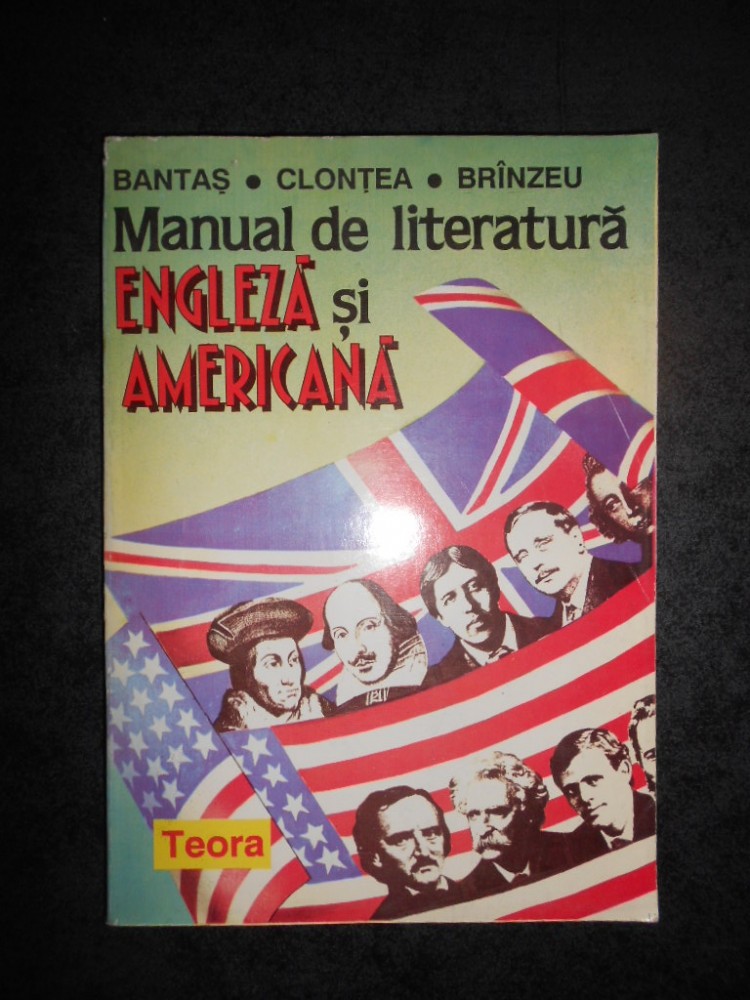 BANTAȘ • CLONȚEA • BRÎNZEU
Manual de literatură
ENGLEZĂ și
AMERICANĂ
Teora